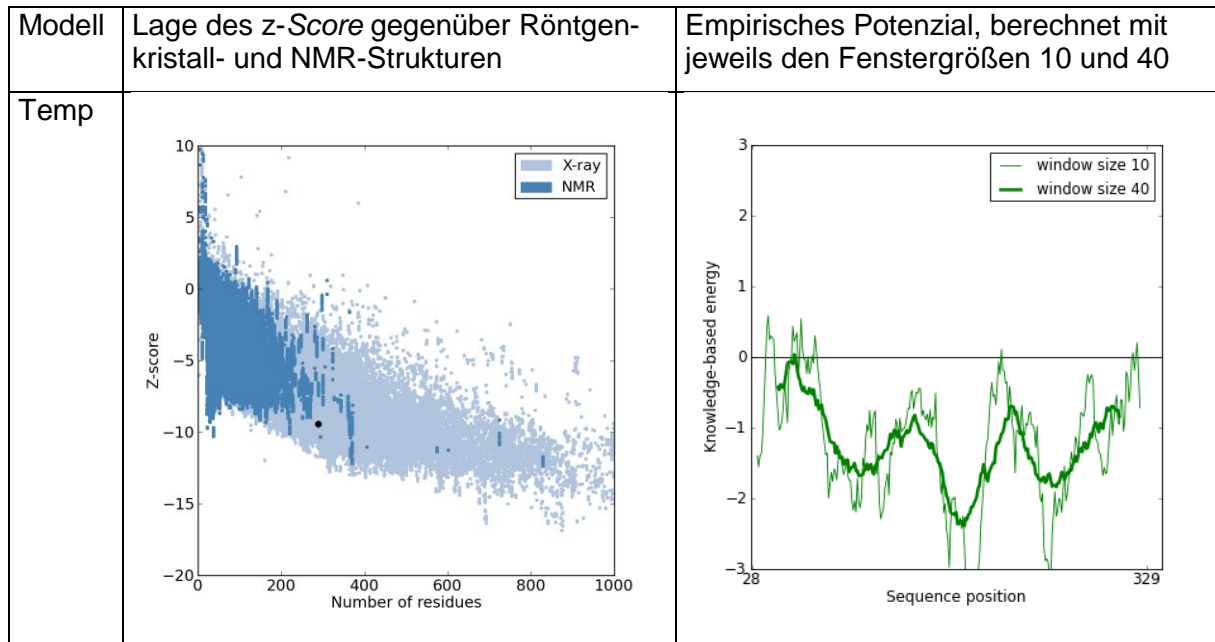 Modell
Lage des z-Score gegenüber Röntgen-
kristall- und NMR-Strukturen
Empirisches Potenzial, berechnet mit
jeweils den Fenstergrößen 10 und 40
Temp
10
5
0
−5
−10
−15
−20
Z-score
X-ray
NMR
0
200
400
600
800
1000
Number of residues
3
2
1
0
−1
−2
−3
Knowledge-based energy
window size 10
window size 40
28
329
Sequence position